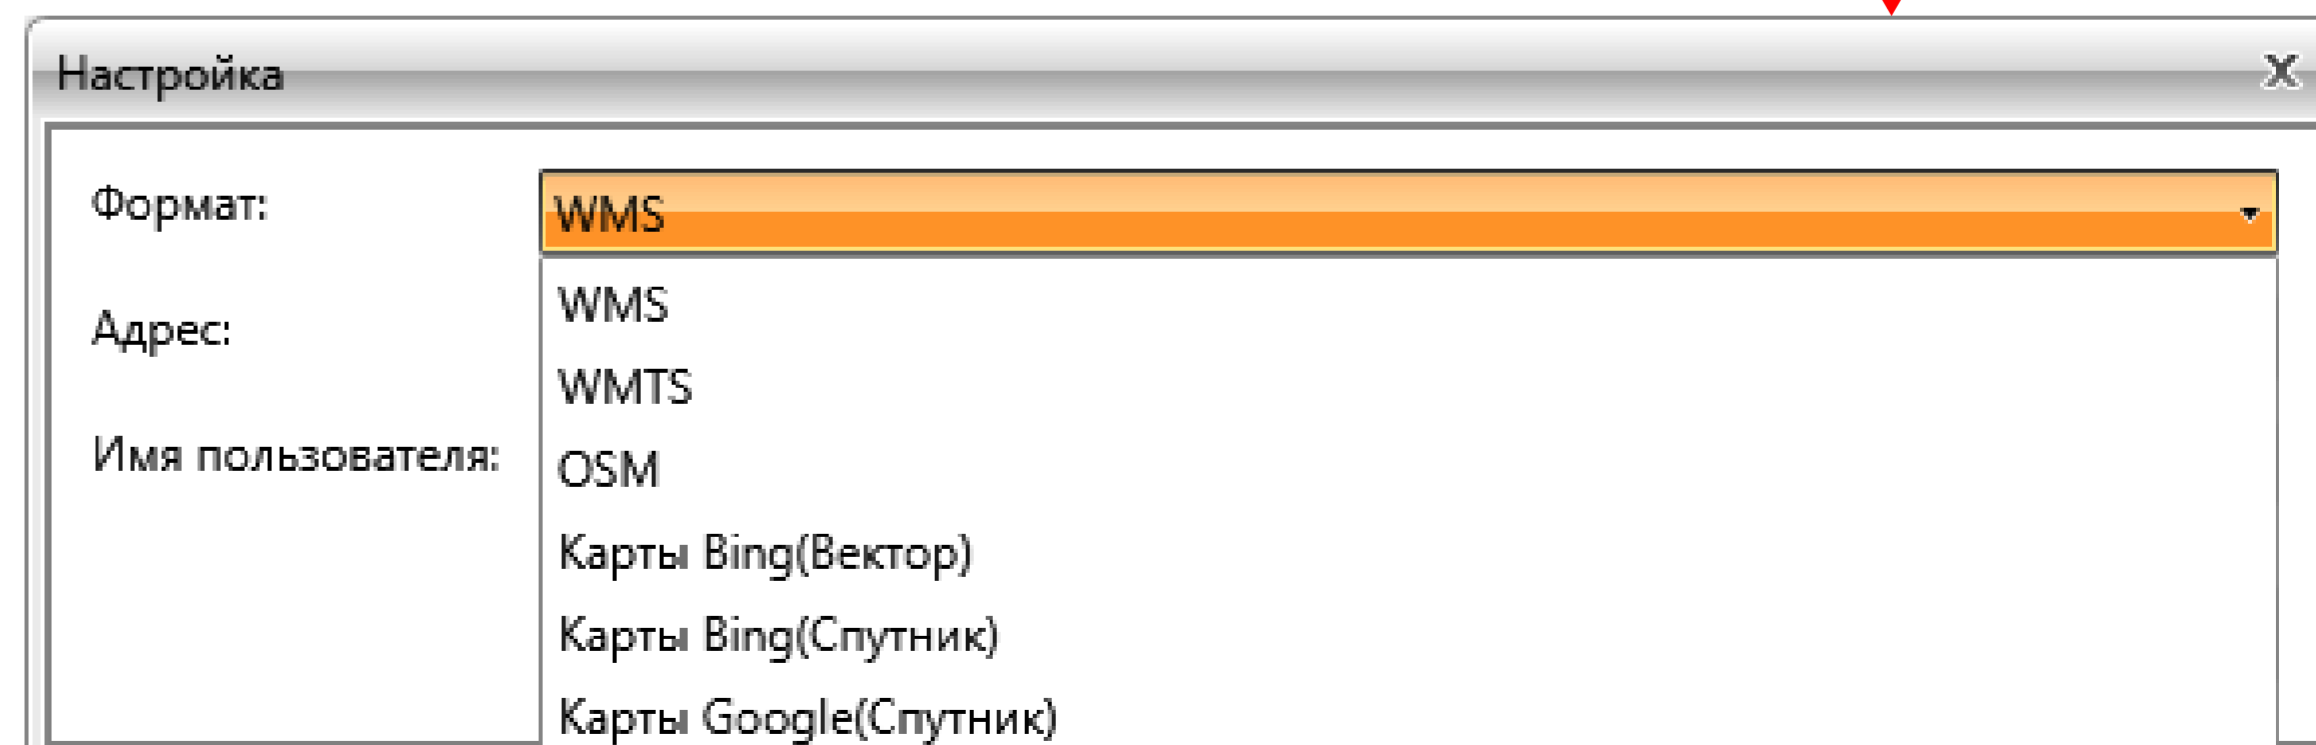 Настройка
Формат: WMS
WMS
Адрес:
WMTS
Имя пользователя:
OSM
Карты Bing(Вектор)
Карты Bing(Спутник)
Карты Google(Спутник)